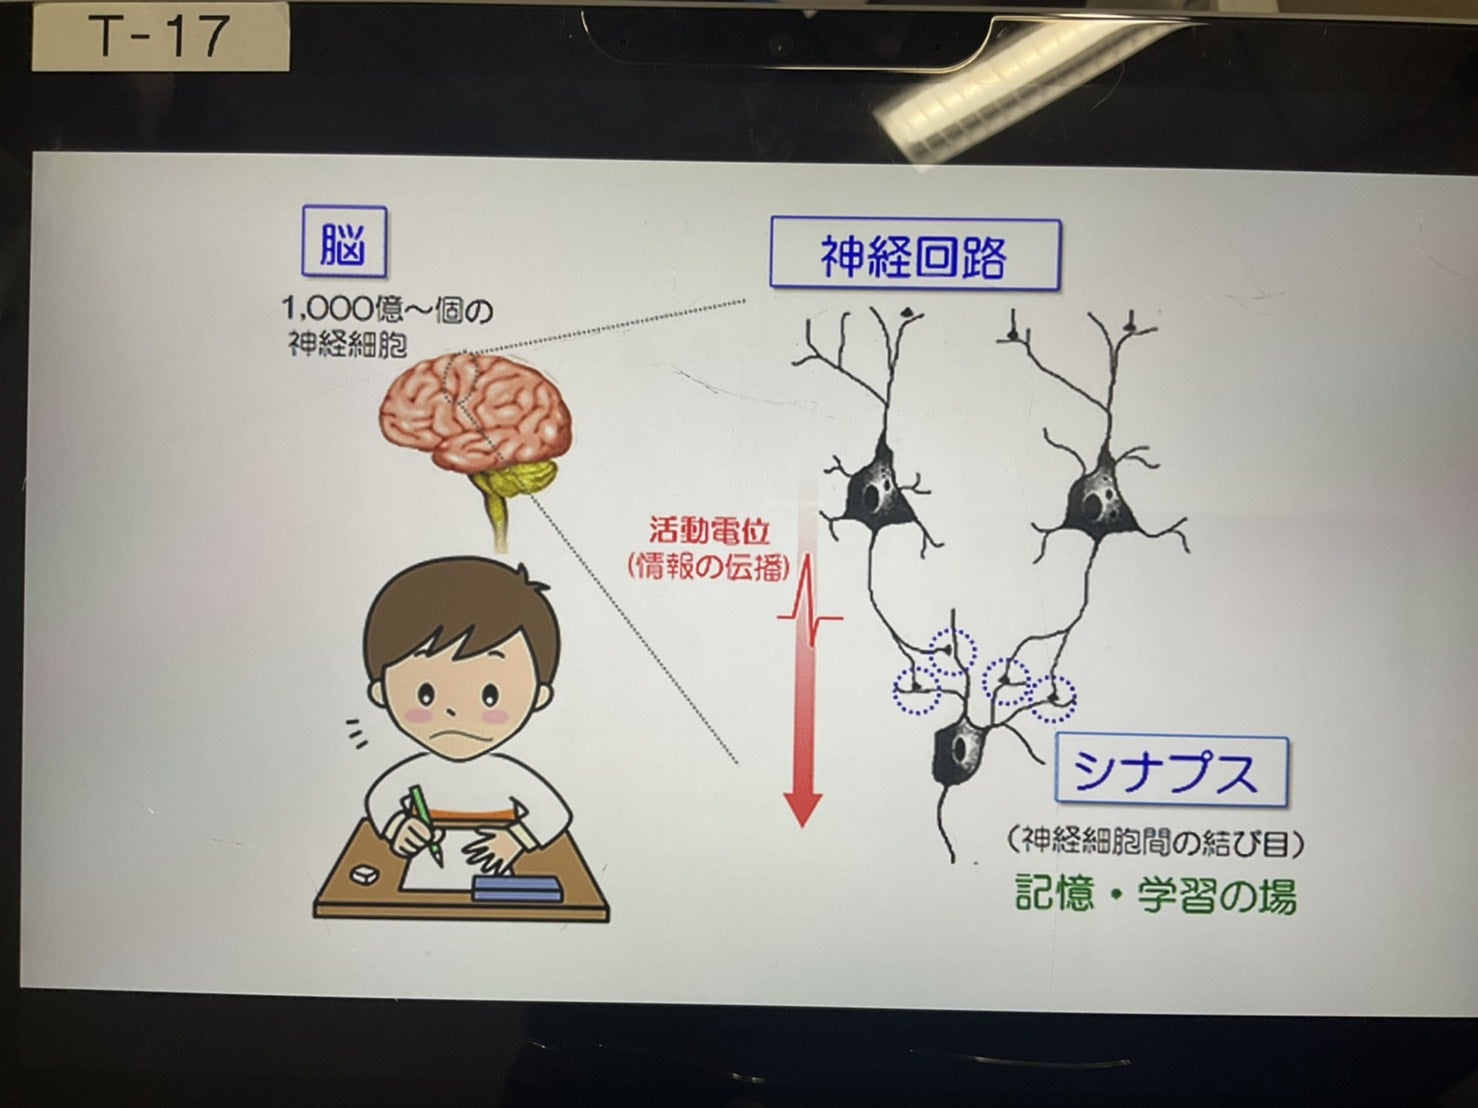 T-17
脳
1,000億～個の
神経細胞
神経回路
活動電位
(情報の伝播)
シナプス
(神経細胞間の結び目)
記憶・学習の場